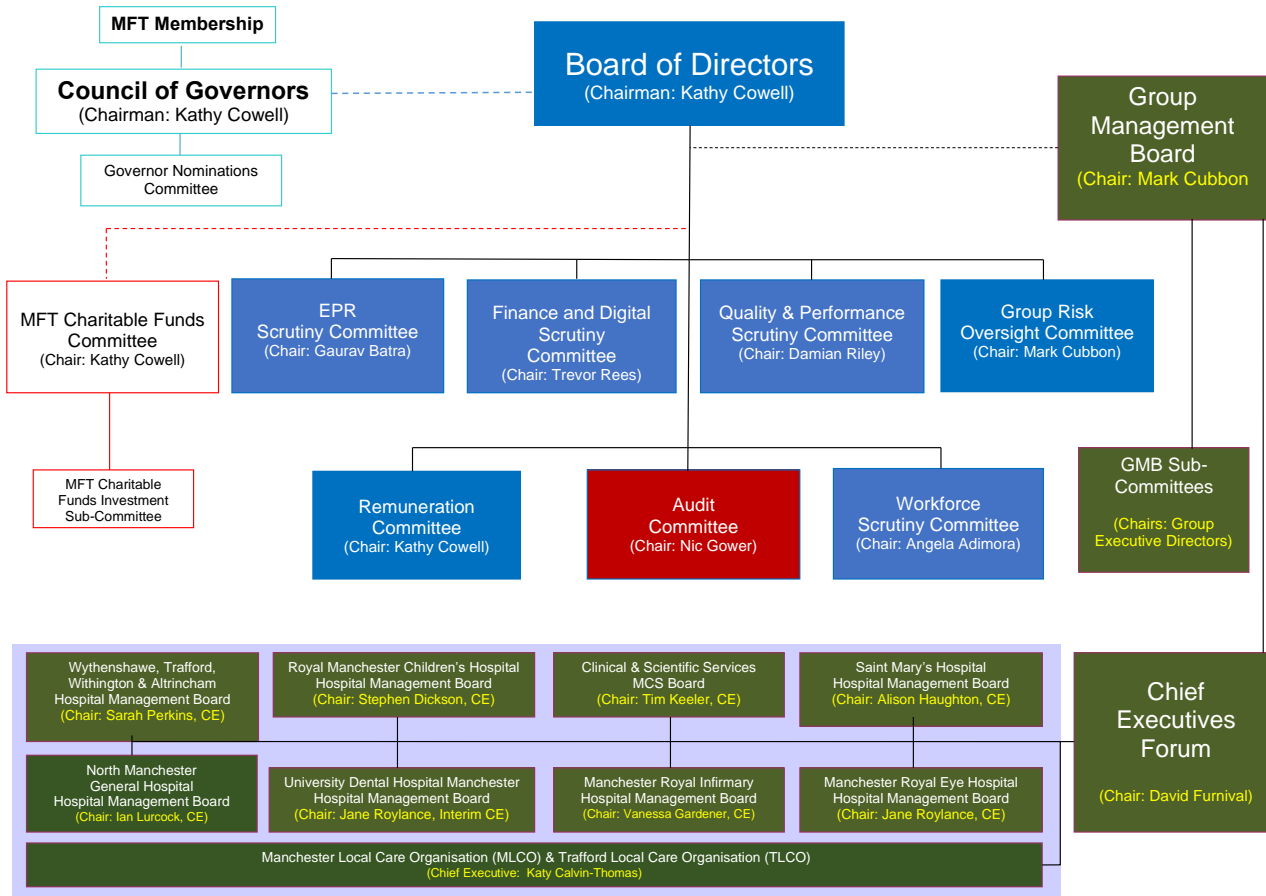 MFT Membership
Council of Governors
(Chairman: Kathy Cowell)
Governor Nominations
Committee
Board of Directors
(Chairman: Kathy Cowell)
Group
Management
Board
(Chair: Mark Cubbon
MFT Charitable Funds
Committee
(Chair: Kathy Cowell)
EPR
Scrutiny Committee
(Chair: Gaurav Batra)
Finance and Digital
Scrutiny
Committee
(Chair: Trevor Rees)
Quality & Performance
Scrutiny Committee
(Chair: Damian Riley)
Group Risk
Oversight Committee
(Chair: Mark Cubbon)
MFT Charitable
Funds Investment
Sub-Committee
Remuneration
Committee
(Chair: Kathy Cowell)
Audit
Committee
(Chair: Nic Gower)
Workforce
Scrutiny Committee
(Chair: Angela Adimora)
GMB Sub-
Committees
(Chairs: Group
Executive Directors)
Wythenshawe, Trafford,
Withington & Altrincham
Hospital Management Board
(Chair: Sarah Perkins, CE)
Royal Manchester Children's Hospital
Hospital Management Board
(Chair: Stephen Dickson, CE)
Clinical & Scientific Services
MCS Board
(Chair: Tim Keeler, CE)
Saint Mary's Hospital
Hospital Management Board
(Chair: Alison Haughton, CE)
Chief
Executives
Forum
(Chair: David Furnival)
North Manchester
General Hospital
Hospital Management Board
(Chair: Ian Lurcock, CE)
University Dental Hospital Manchester
Hospital Management Board
(Chair: Jane Roylance, Interim CE)
Manchester Royal Infirmary
Hospital Management Board
(Chair: Vanessa Gardener, CE)
Manchester Royal Eye Hospital
Hospital Management Board
(Chair: Jane Roylance, CE)
Manchester Local Care Organisation (MLCO) & Trafford Local Care Organisation (TLCO)
(Chief Executive: Katy Calvin-Thomas)